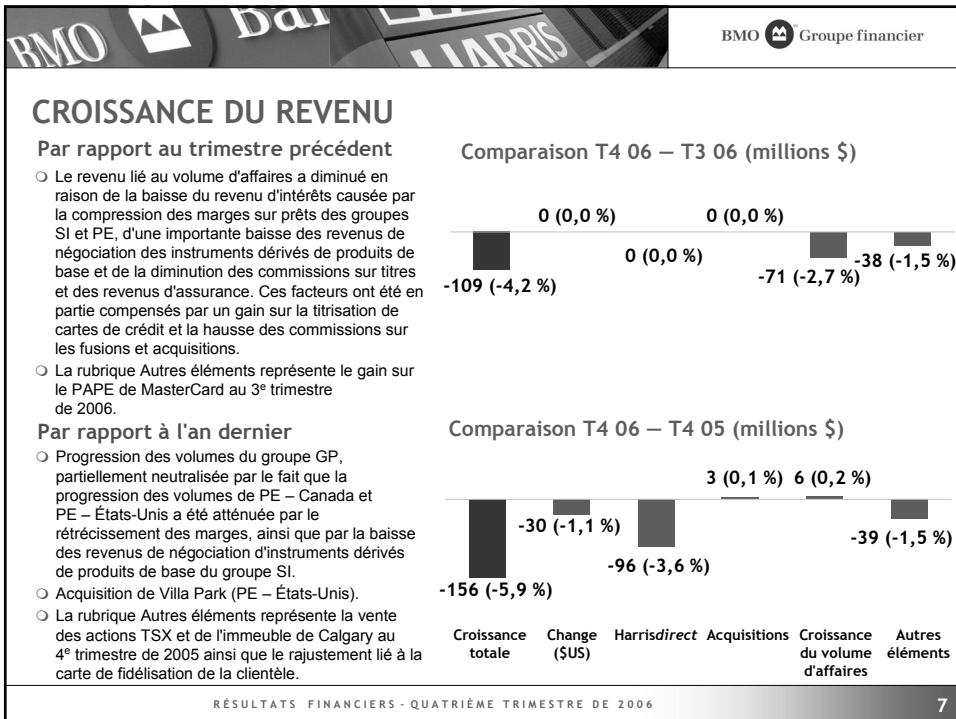 BMO
Bai
HARRIS
BMO Groupe financier
CROISSANCE DU REVENU
Par rapport au trimestre précédent
Le revenu lié au volume d'affaires a diminué en
raison de la baisse du revenu d'intérêts causée par
la compression des marges sur prêts des groupes
SI et PE, d'une importante baisse des revenus de
négociation des instruments dérivés de produits de
base et de la diminution des commissions sur titres
et des revenus d'assurance. Ces facteurs ont été en
partie compensés par un gain sur la titrisation de
cartes de crédit et la hausse des commissions sur
les fusions et acquisitions.
La rubrique Autres éléments représente le gain sur
le PAPE de MasterCard au 3e trimestre
de 2006.
Comparaison T4 06 — T3 06 (millions $)
-109 (-4,2 %)
0 (0,0 %)
0 (0,0 %)
0 (0,0 %)
-71 (-2,7 %)
-38 (-1,5 %)
Par rapport à l'an dernier
Progression des volumes du groupe GP,
partiellement neutralisée par le fait que la
progression des volumes de PE – Canada et
PE – États-Unis a été atténuée par le
rétrécissement des marges, ainsi que par la baisse
des revenus de négociation d'instruments dérivés
de produits de base du groupe SI.
Acquisition de Villa Park (PE – États-Unis).
La rubrique Autres éléments représente la vente
des actions TSX et de l'immeuble de Calgary au
4e trimestre de 2005 ainsi que le rajustement lié à la
carte de fidélisation de la clientèle.
Comparaison T4 06 — T4 05 (millions $)
-156 (-5,9 %)
-30 (-1,1 %)
-96 (-3,6 %)
3 (0,1 %)
6 (0,2 %)
-39 (-1,5 %)
Croissance
totale
Change
($US)
Harrisdirect
Acquisitions
Croissance
du volume
d'affaires
Autres
éléments
RÉSULTATS FINANCIERS - QUATRIÈME TRIMESTRE DE 2006
7